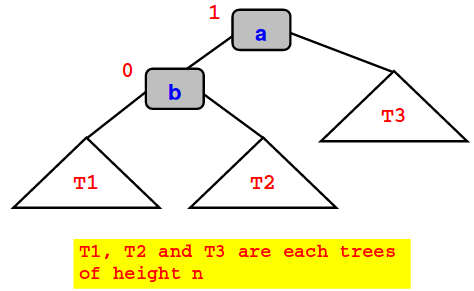 1
a
0
b
T3
T1
T2
T1, T2 and T3 are each trees
of height n